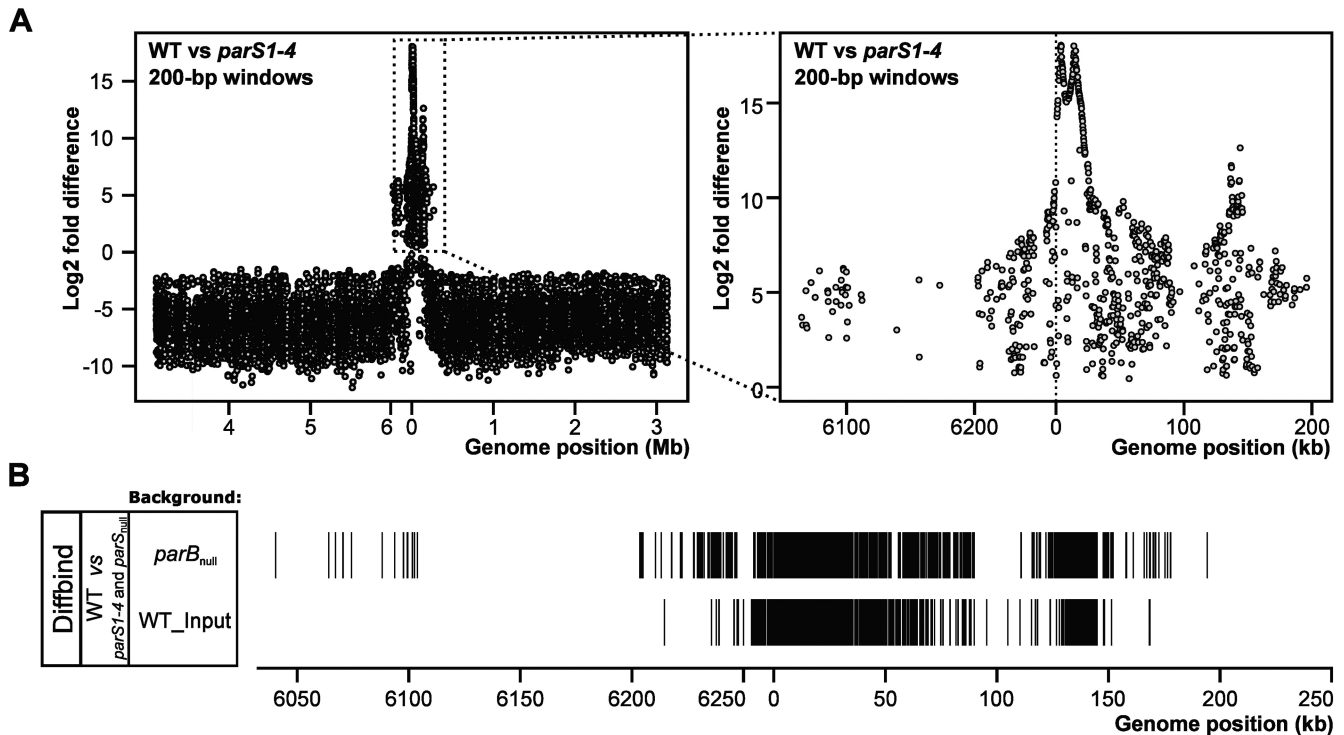 A
WT vs parS1-4
200-bp windows
Log2 fold difference
15
10
5
0
-5
-10
4 5 6 0 1 2 3
Genome position (Mb)
WT vs parS1-4
200-bp windows
Log2 fold difference
15
10
5
0
6100 6200 0 100 200
Genome position (kb)
B
Background:
Diffbind
WT vs
parS1-4 and parSnull
parBnull
WT_Input
6050 6100 6150 6200 6250 0 50 100 150 200 250
Genome position (kb)